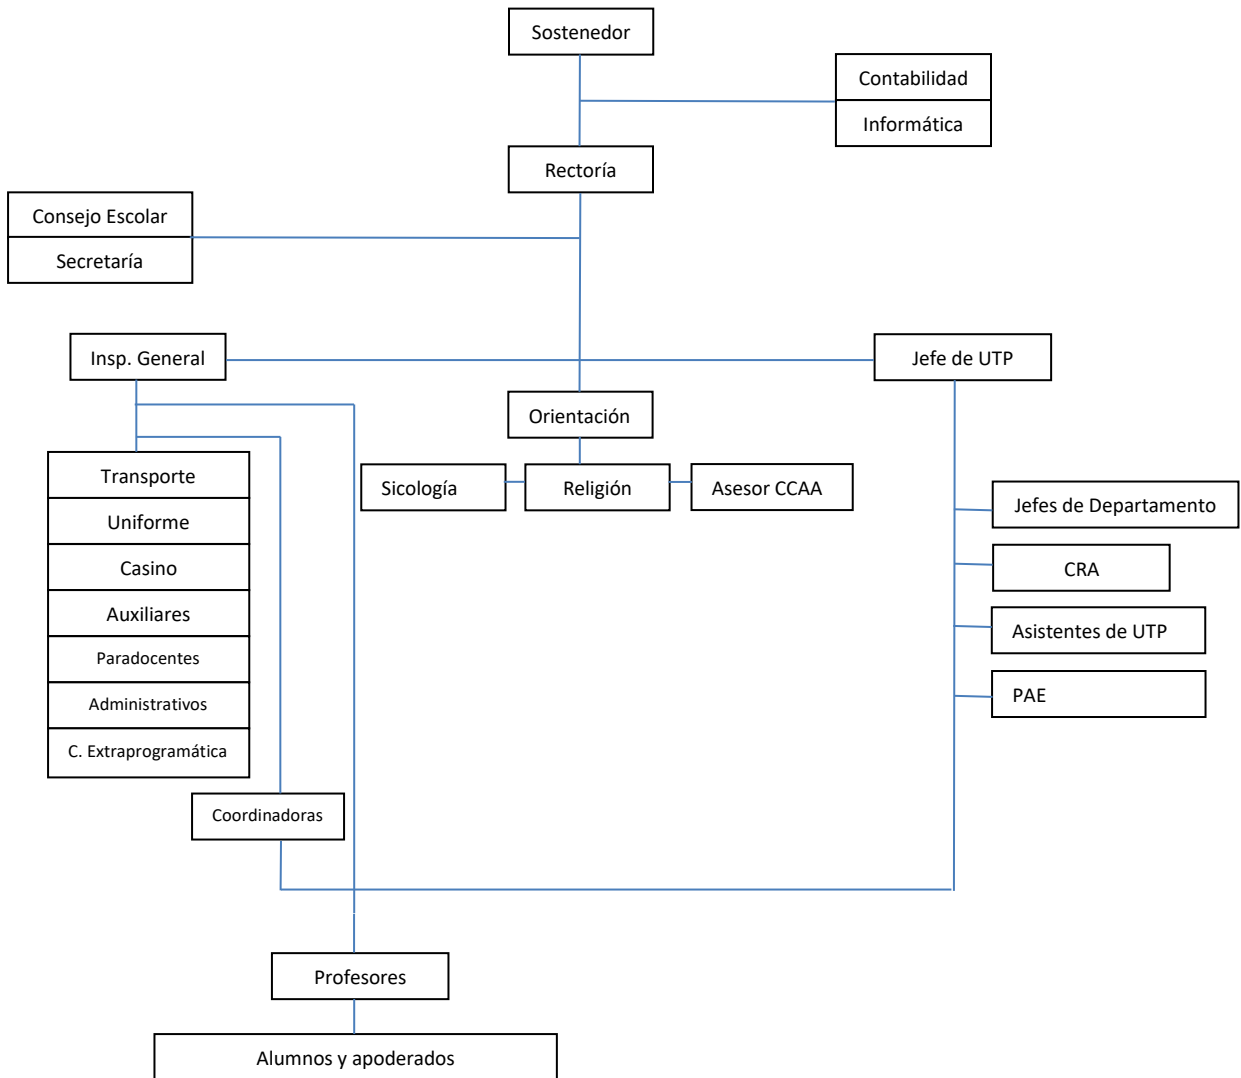 Sostenedor
Contabilidad
Informática
Rectoría
Consejo Escolar
Secretaría
Insp. General
Jefe de UTP
Orientación
Sicología
Religión
Asesor CCAA
Transporte
Uniforme
Casino
Auxiliares
Paradocentes
Administrativos
C. Extraprogramática
Jefes de Departamento
CRA
Asistentes de UTP
PAE
Coordinadoras
Profesores
Alumnos y apoderados